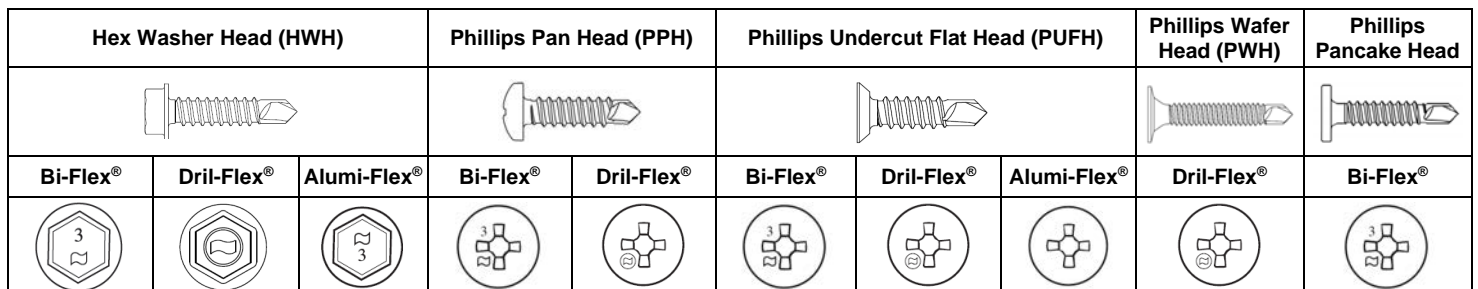 Hex Washer Head (HWH)
Phillips Pan Head (PPH)
Phillips Undercut Flat Head (PUFH)
Phillips Wafer
Head (PWH)
Phillips
Pancake Head
Bi-Flex®
Dril-Flex®
Alumi-Flex®
Bi-Flex®
Dril-Flex®
Bi-Flex®
Dril-Flex®
Alumi-Flex®
Dril-Flex®
Bi-Flex®
3
3
3
3
3